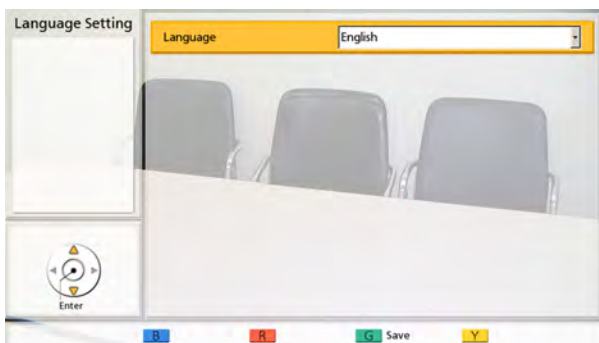 Language Setting
Language
English
Enter
B
R
G Save
Y